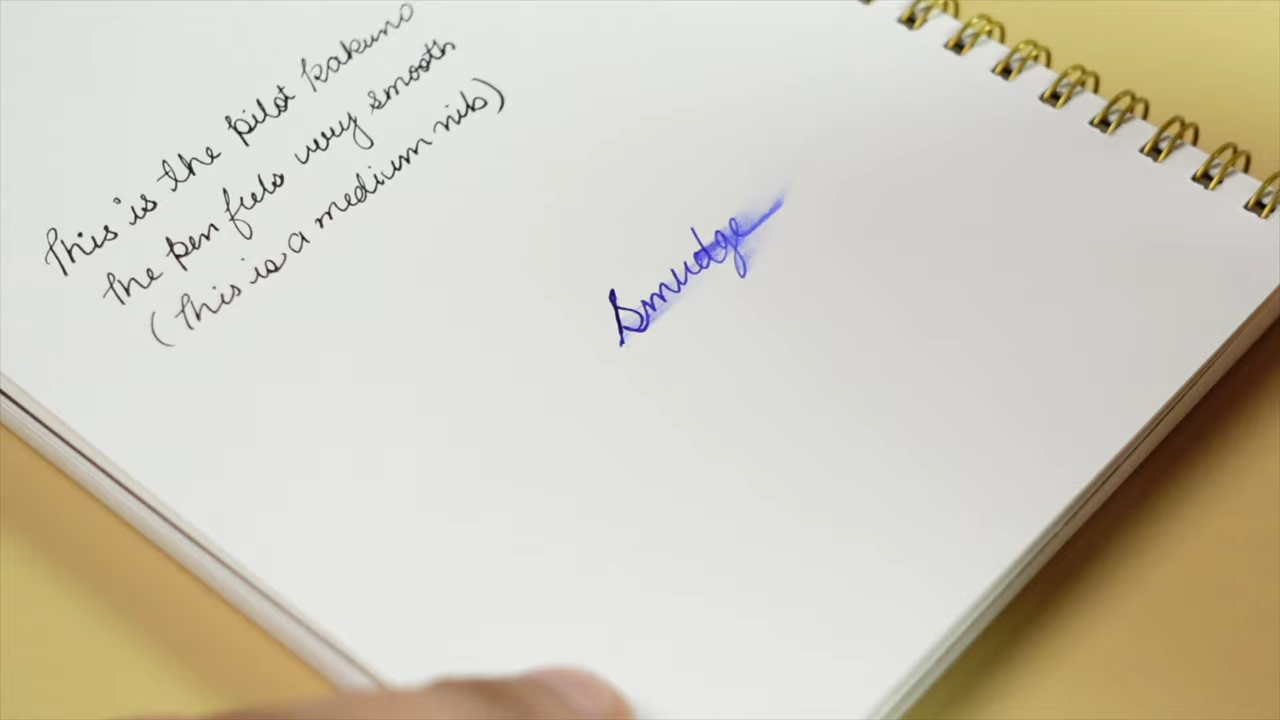 This is the pilot kakuno
the pen feels very smooth
(this is a medium nib)
Smudge